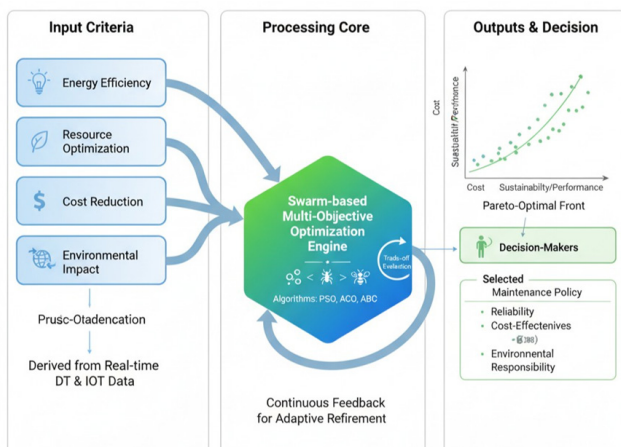 Input Criteria
Energy Efficiency
Resource
Optimization
Cost Reduction
Environmental
Impact
Prusc-Otadencation
Derived from Real-time
DT & IOT Data
Processing Core
Swarm-based
Multi-Objective
Optimization
Engine
Trade-off
Evaluation
< >
Algorithms: PSO, ACO, ABC
Continuous Feedback
for Adaptive Refinement
Outputs & Decision
Cost
Cost Sustainabilty/Performance
Pareto-Optimal Front
Decision-Makers
Selected
Maintenance Policy
• Reliability
• Cost-Effectenives
• Environmental
Responsibility